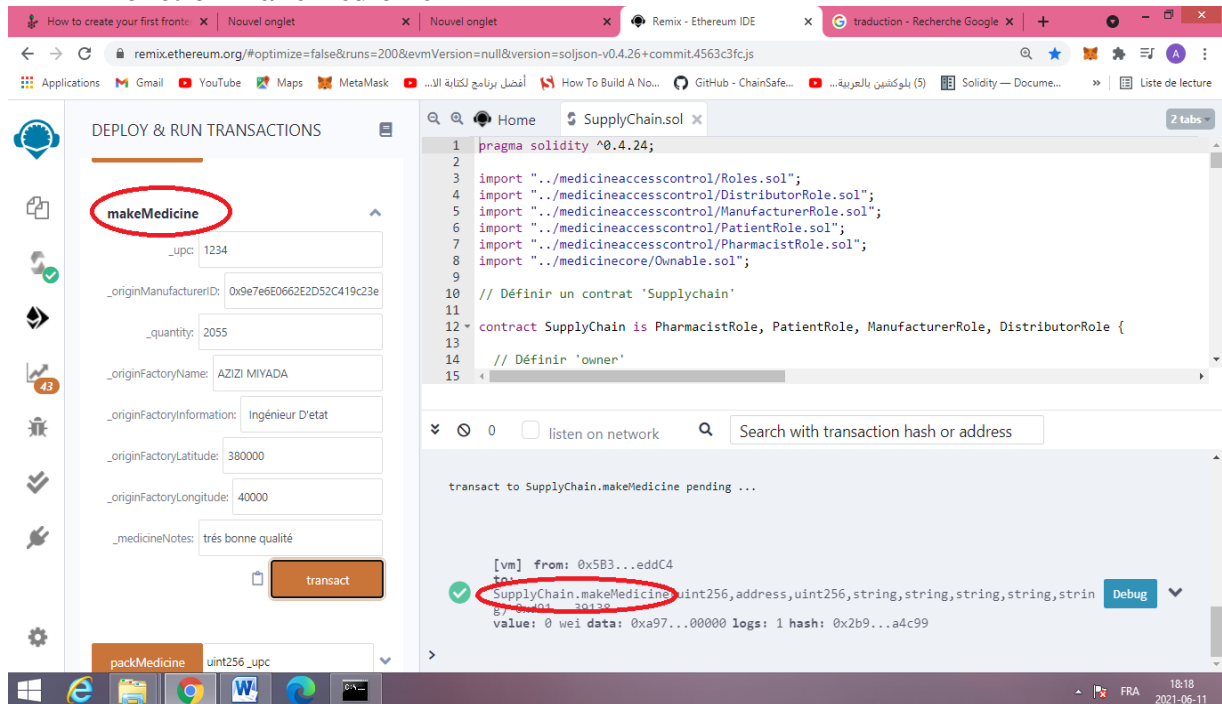 How to create your first fronte
Nouvel onglet
Nouvel onglet
Remix - Ethereum IDE
traduction - Recherche Google
remix.ethereum.org/#optimize=false&runs=200&evmVersion=null&version=soljson-v0.4.26+commit.4563c3fc.js
A
Applications
Gmail
YouTube
Maps
MetaMask
أفضل برنامج لكتابة الا...
How To Build A No...
GitHub - ChainSafe...
(5) بلوكشين بالعربية...
Solidity — Docume...
»
Liste de lecture
DEPLOY & RUN TRANSACTIONS
makeMedicine
_upc: 1234
_originManufacturerID: 0x9e7e6E0662E2D52C419c23e
_quantity: 2055
_originFactoryName: AZIZI MIYADA
_originFactoryInformation: Ingénieur D'etat
_originFactoryLatitude: 380000
_originFactoryLongitude: 40000
_medicineNotes: trés bonne qualité
transact
packMedicine uint256 _upc
43
Home
SupplyChain.sol
2 tabs
1 pragma solidity ^0.4.24;
2
3 import "../medicineaccesscontrol/Roles.sol";
4 import "../medicineaccesscontrol/DistributorRole.sol";
5 import "../medicineaccesscontrol/ManufacturerRole.sol";
6 import "../medicineaccesscontrol/PatientRole.sol";
7 import "../medicineaccesscontrol/PharmacistRole.sol";
8 import "../medicinecore/Ownable.sol";
9
10 // Définir un contrat 'Supplychain'
11
12 contract SupplyChain is PharmacistRole, PatientRole, ManufacturerRole, DistributorRole {
13
14 // Définir 'owner'
15
0 listen on network Search with transaction hash or address
transact to SupplyChain.makeMedicine pending ...
[vm] from: 0x5B3...eddC4
to:
SupplyChain.makeMedicine(uint256,address,uint256,string,string,string,string,strin
g) 0xd91...39138
value: 0 wei data: 0xa97...00000 logs: 1 hash: 0x2b9...a4c99
Debug
>
FRA
18:18
2021-06-11